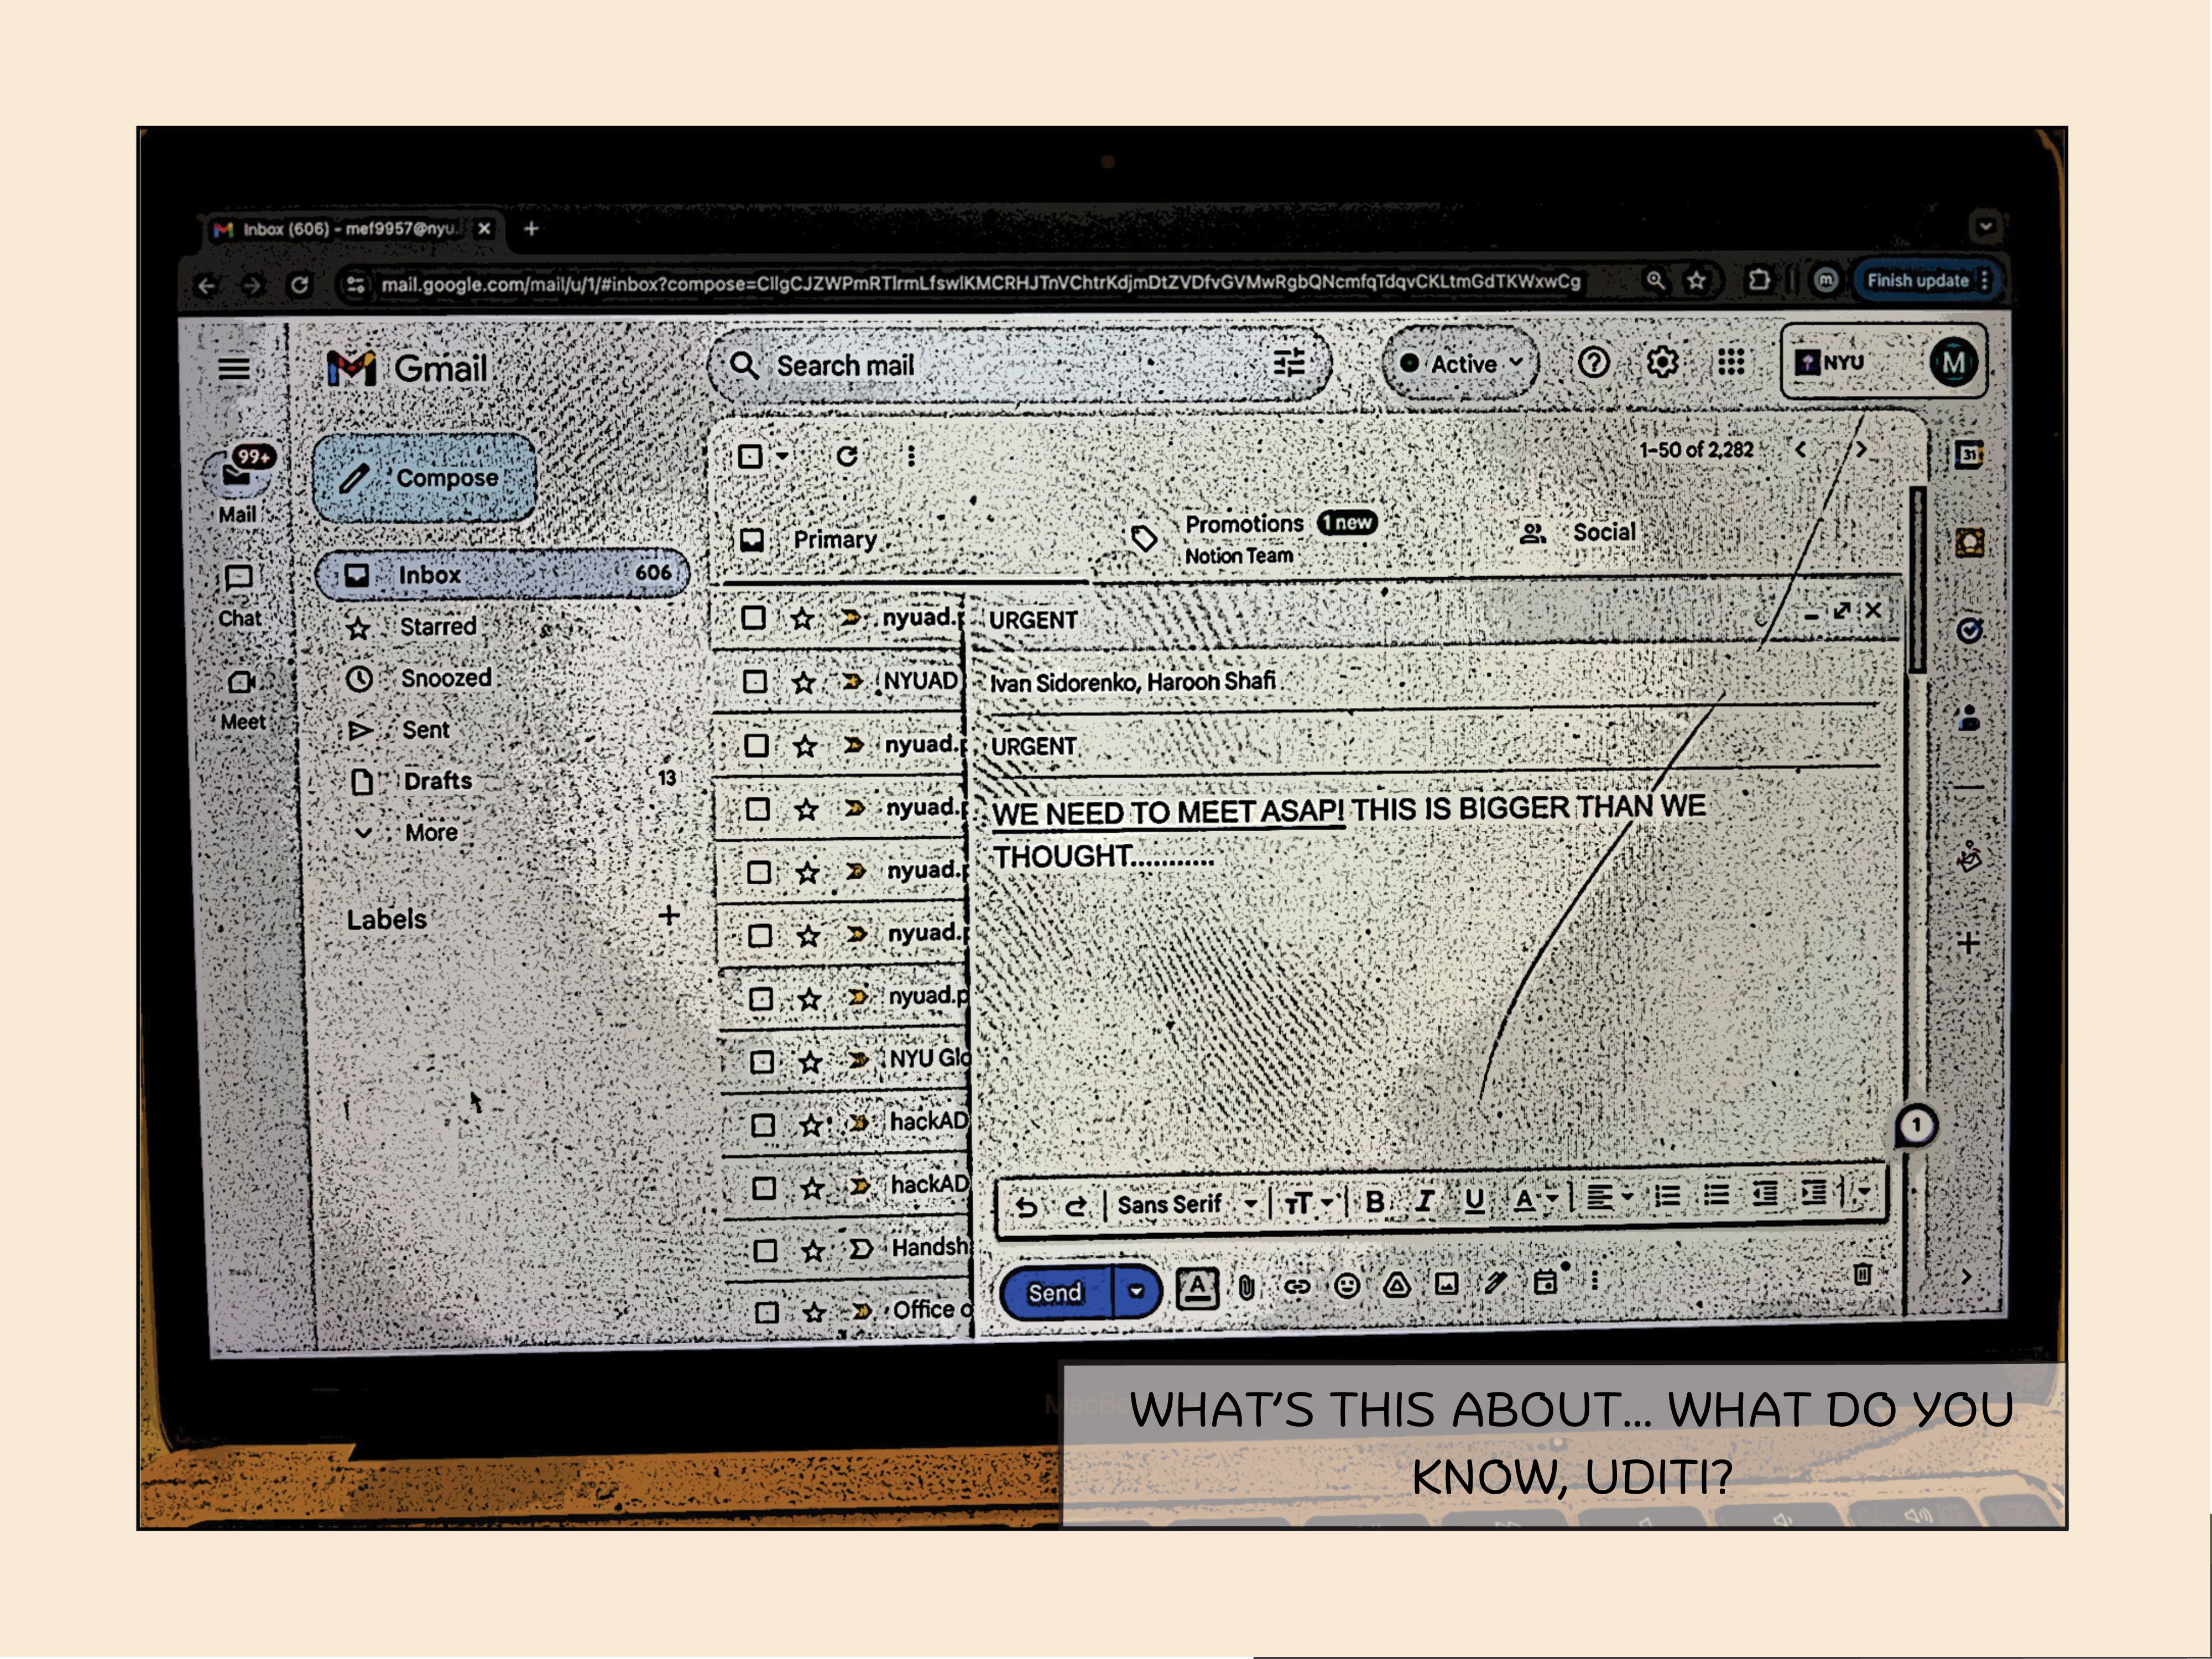 Inbox (606) - mef9957@nyu.
mail.google.com/mail/u/1/#inbox?compose=CllgCJZWPmRTlrmLfswlKMCRHJTnVChtrKdjmDtZVDfvGVMwRgbQNcmfqTdqvCKLtmGdTKWxwCg
Finish update
Gmail
Search mail
Active
NYU
M
99+
Mail
Chat
Meet
Compose
Inbox 606
Starred
Snoozed
Sent
Drafts 13
More
Labels
1-50 of 2,282
Primary
Promotions 1 new
Notion Team
Social
nyuad.p
NYUAD
nyuad.p
nyuad.p
nyuad.p
nyuad.p
nyuad.p
NYU Glo
hackAD
hackAD
Handsh
Office o
URGENT
Ivan Sidorenko, Haroon Shafi
URGENT
WE NEED TO MEET ASAP! THIS IS BIGGER THAN WE
THOUGHT...........
Sans Serif
Send
31
1
WHAT'S THIS ABOUT... WHAT DO YOU
KNOW, UDITI?